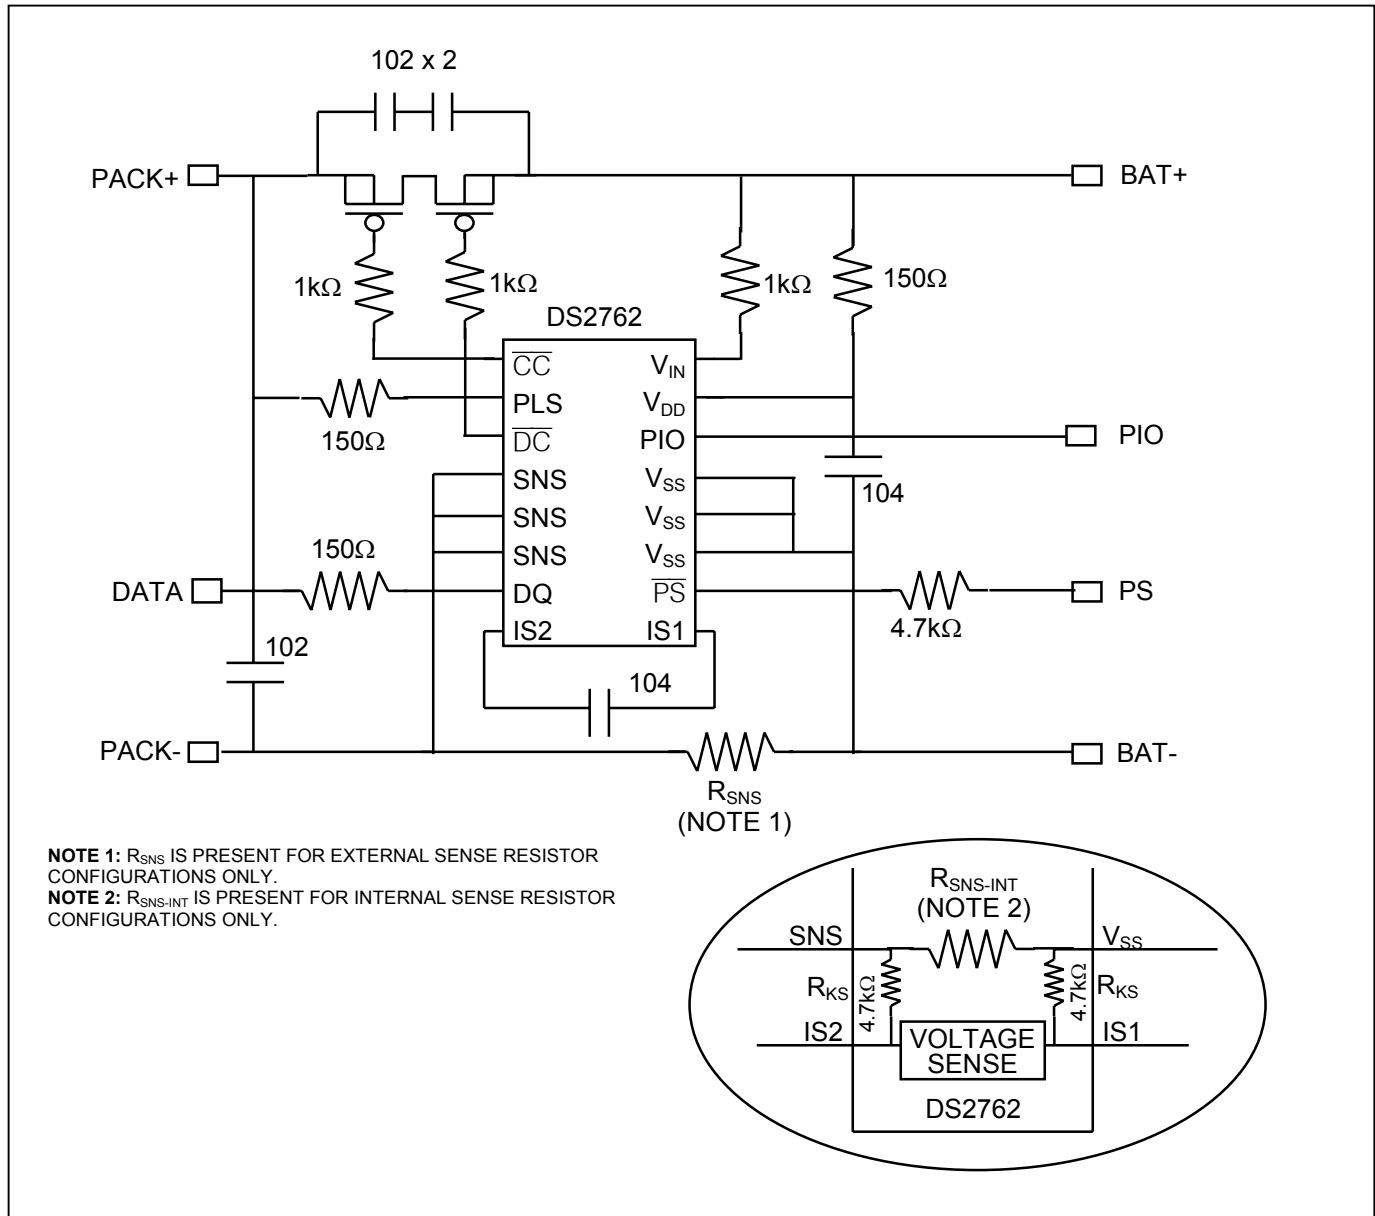 102 x 2
PACK+
BAT+
1kΩ
1kΩ
1kΩ
150Ω
DS2762
CC
VIN
PLS
VDD
150Ω
DC
PIO
PIO
SNS
VSS
104
SNS
VSS
150Ω
SNS
VSS
DATA
DQ
PS
PS
4.7kΩ
IS2
IS1
102
104
PACK-
BAT-
RSNS
(NOTE 1)
NOTE 1: RSNS IS PRESENT FOR EXTERNAL SENSE RESISTOR
CONFIGURATIONS ONLY.
NOTE 2: RSNS-INT IS PRESENT FOR INTERNAL SENSE RESISTOR
CONFIGURATIONS ONLY.
RSNS-INT
(NOTE 2)
SNS
VSS
RKS
4.7kΩ
4.7kΩ
RKS
IS2
VOLTAGE
SENSE
IS1
DS2762